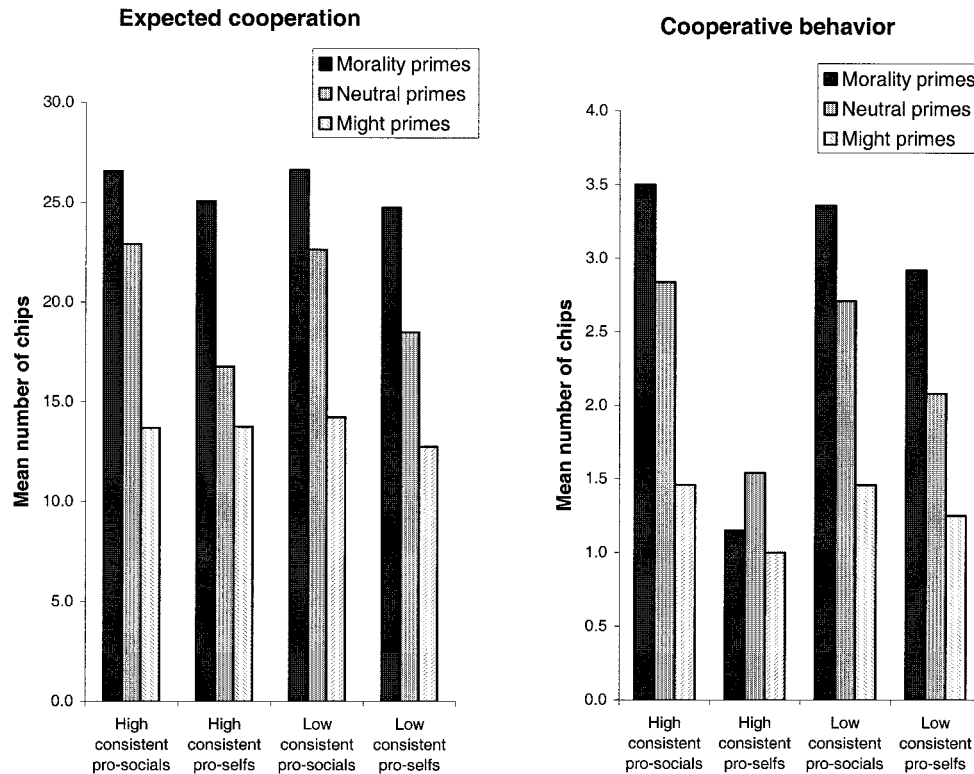 Expected cooperation
Morality primes
Neutral primes
Might primes
30.0
25.0
20.0
15.0
10.0
5.0
0.0
Mean number of chips
High
consistent
pro-socials
High
consistent
pro-selfs
Low
consistent
pro-socials
Low
consistent
pro-selfs
Cooperative behavior
Morality primes
Neutral primes
Might primes
4.0
3.5
3.0
2.5
2.0
1.5
1.0
0.5
0.0
Mean number of chips
High
consistent
pro-socials
High
consistent
pro-selfs
Low
consistent
pro-socials
Low
consistent
pro-selfs